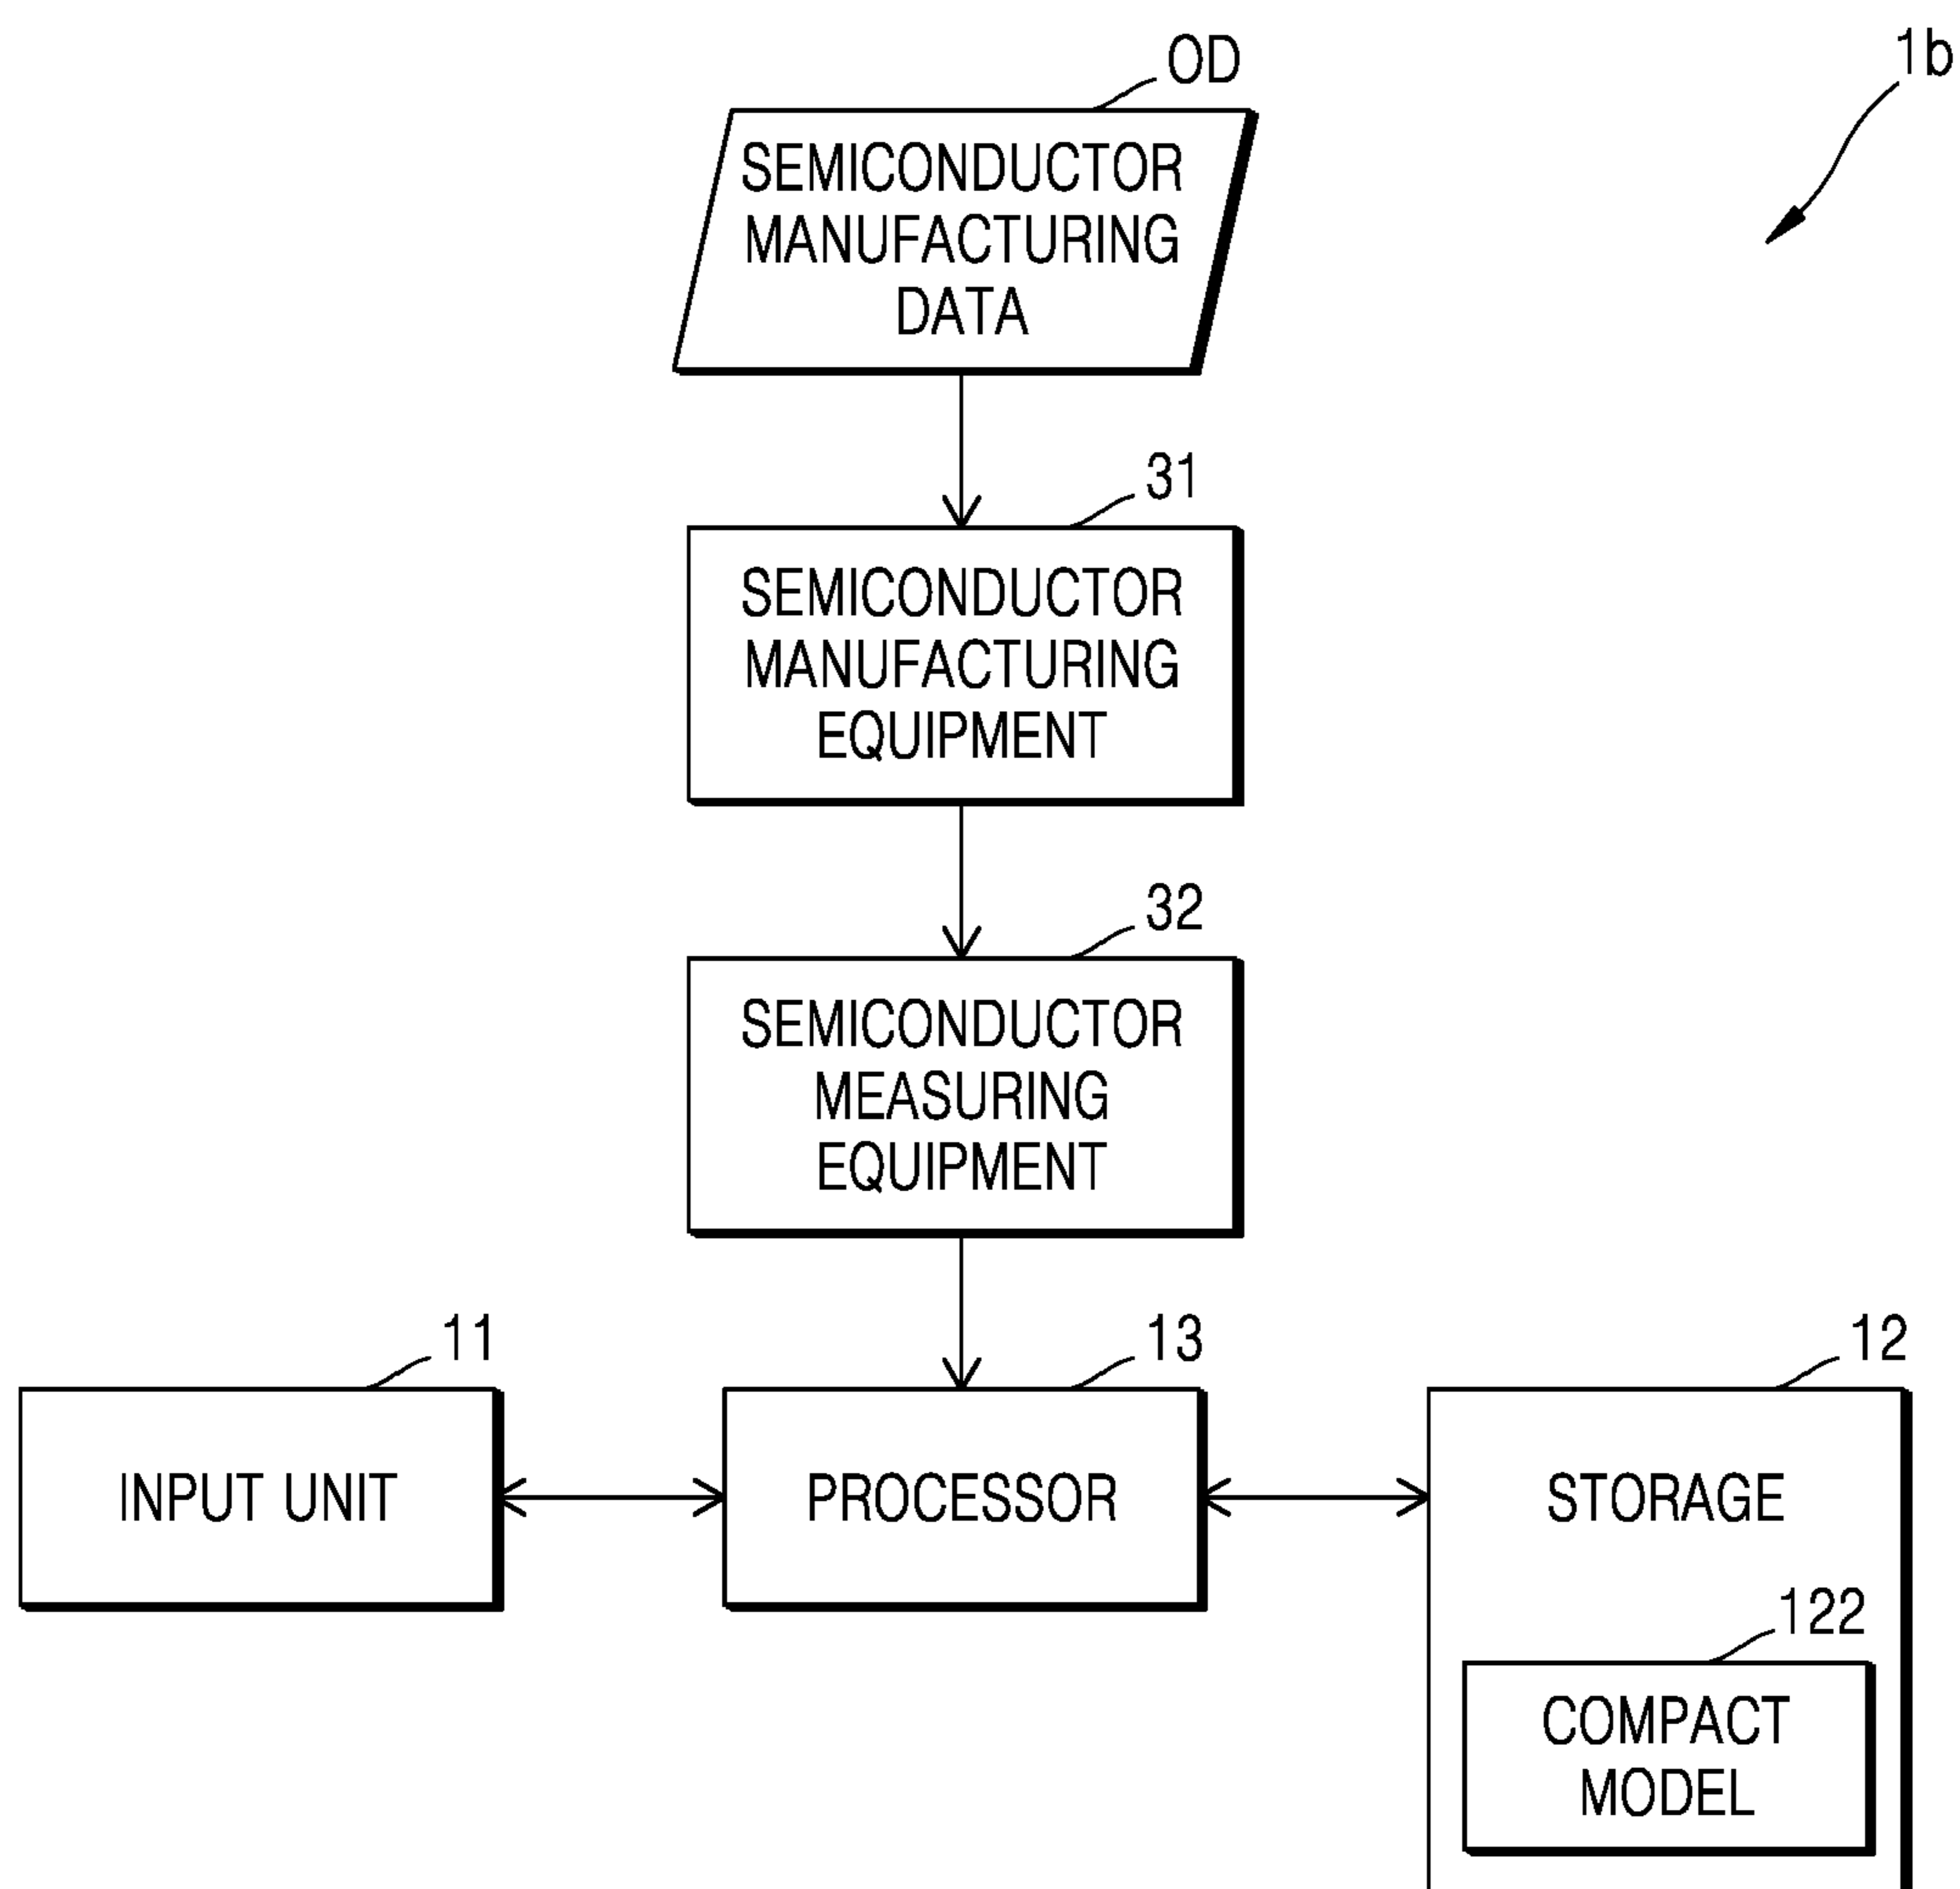 OD
1b
SEMICONDUCTOR
MANUFACTURING
DATA
31
SEMICONDUCTOR
MANUFACTURING
EQUIPMENT
32
SEMICONDUCTOR
MEASURING
EQUIPMENT
11
13
12
INPUT UNIT
PROCESSOR
STORAGE
122
COMPACT
MODEL